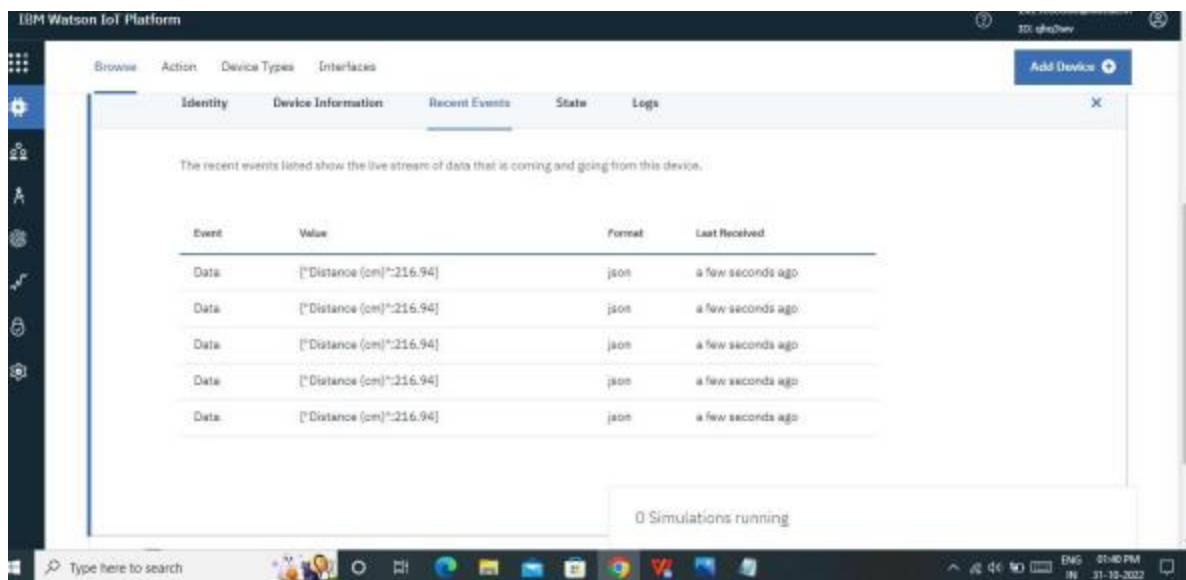 IBM Watson IoT Platform
Browse Action Device Types Interfaces
Add Device
Identity Device Information Recent Events State Logs
The recent events listed show the live stream of data that is coming and going from this device.
Event Value Format Last Received
Data {"Distance (cm)":216.94} json a few seconds ago
Data {"Distance (cm)":216.94} json a few seconds ago
Data {"Distance (cm)":216.94} json a few seconds ago
Data {"Distance (cm)":216.94} json a few seconds ago
Data {"Distance (cm)":216.94} json a few seconds ago
0 Simulations running
Type here to search
ENG 01:40 PM
IN 31-10-2022